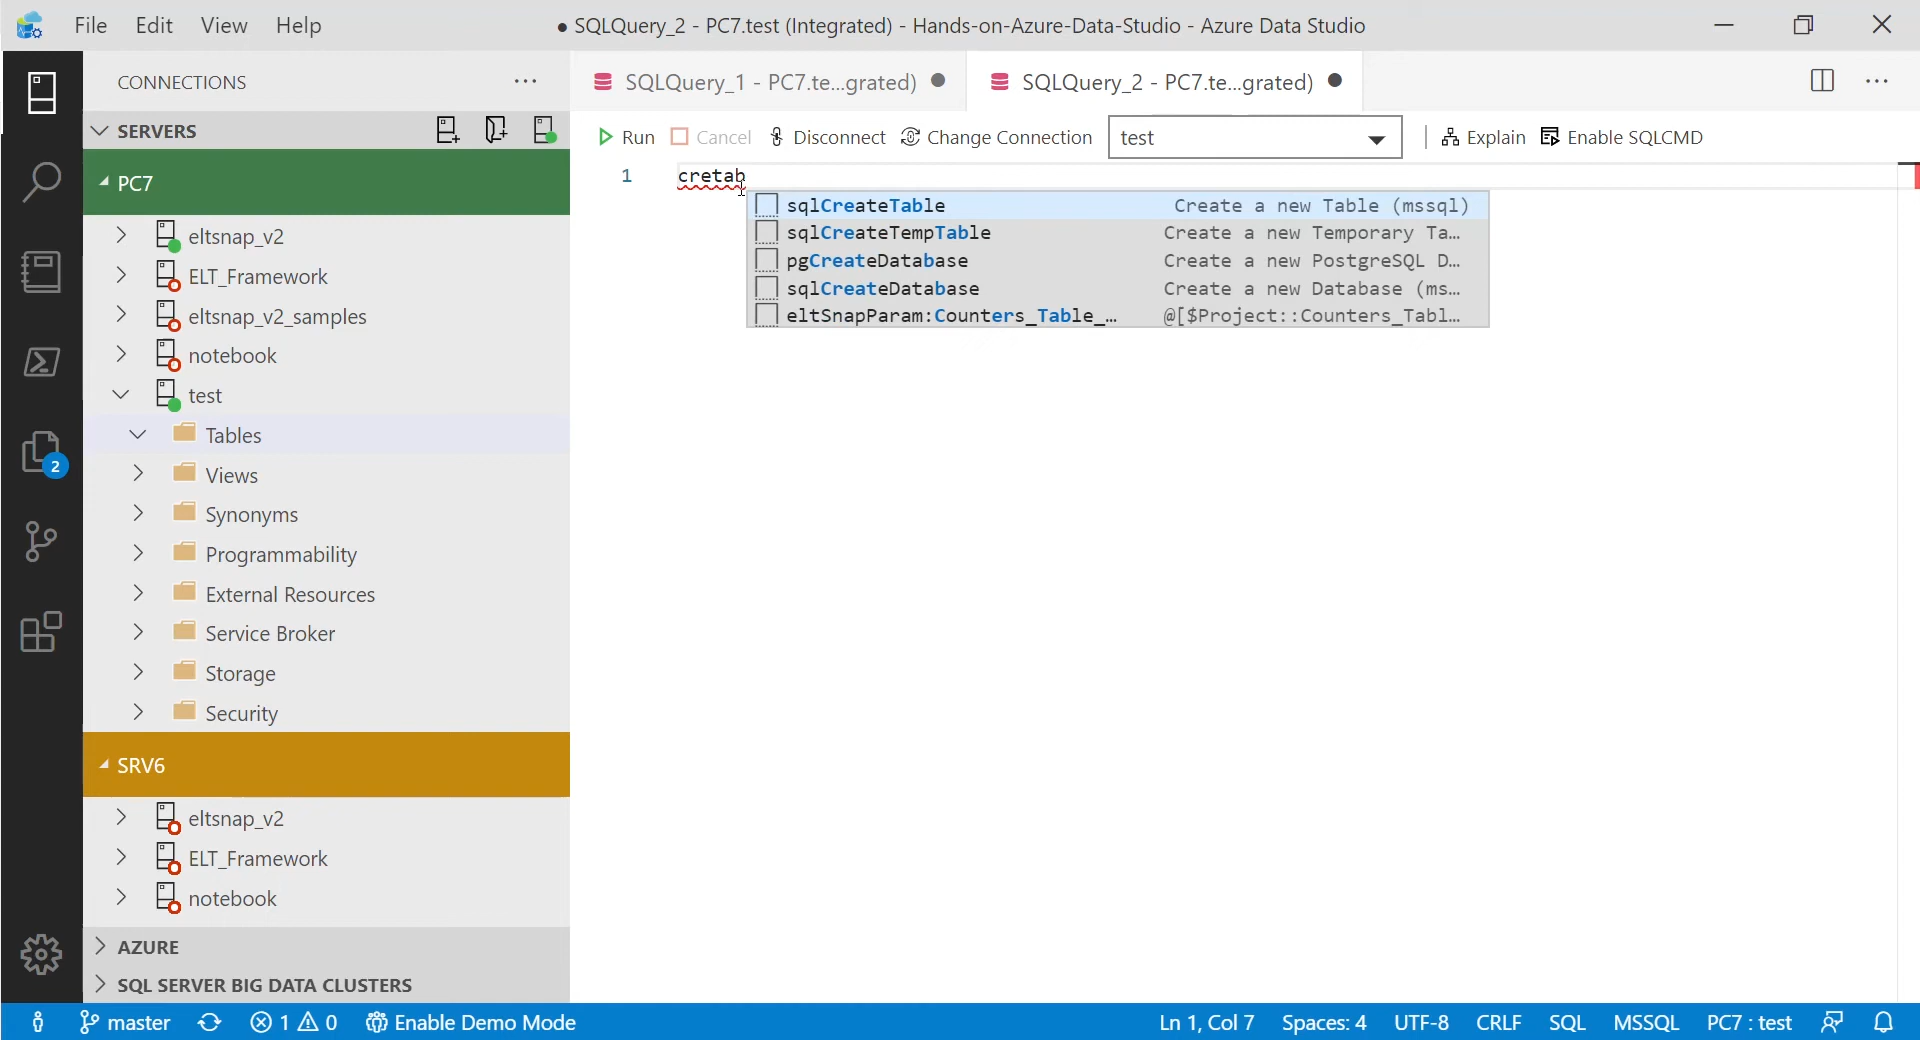 File Edit View Help
● SQLQuery_2 - PC7.test (Integrated) - Hands-on-Azure-Data-Studio - Azure Data Studio
CONNECTIONS
SQLQuery_1 - PC7.te...grated) ●
SQLQuery_2 - PC7.te...grated) ●
SERVERS
Run Cancel Disconnect Change Connection test Explain Enable SQLCMD
1 cretab
sqlCreateTable Create a new Table (mssql)
sqlCreateTempTable Create a new Temporary Ta…
pgCreateDatabase Create a new PostgreSQL D…
sqlCreateDatabase Create a new Database (ms…
eltSnapParam:Counters_Table_… @[$Project::Counters_Tabl…
PC7
eltsnap_v2
ELT_Framework
eltsnap_v2_samples
notebook
test
Tables
2
Views
Synonyms
Programmability
External Resources
Service Broker
Storage
Security
SRV6
eltsnap_v2
ELT_Framework
notebook
AZURE
SQL SERVER BIG DATA CLUSTERS
master 1 0 Enable Demo Mode Ln 1, Col 7 Spaces: 4 UTF-8 CRLF SQL MSSQL PC7 : test